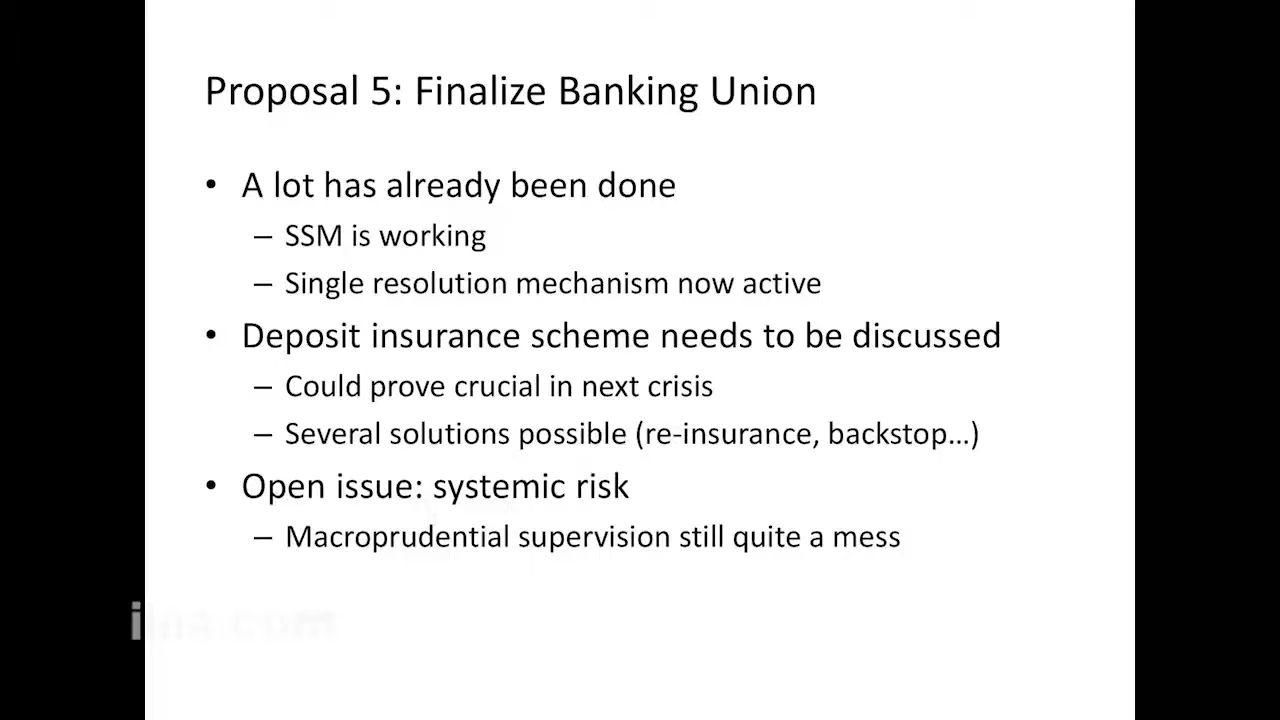 Proposal 5: Finalize Banking Union
• A lot has already been done
– SSM is working
– Single resolution mechanism now active
• Deposit insurance scheme needs to be discussed
– Could prove crucial in next crisis
– Several solutions possible (re-insurance, backstop…)
• Open issue: systemic risk
– Macroprudential supervision still quite a mess